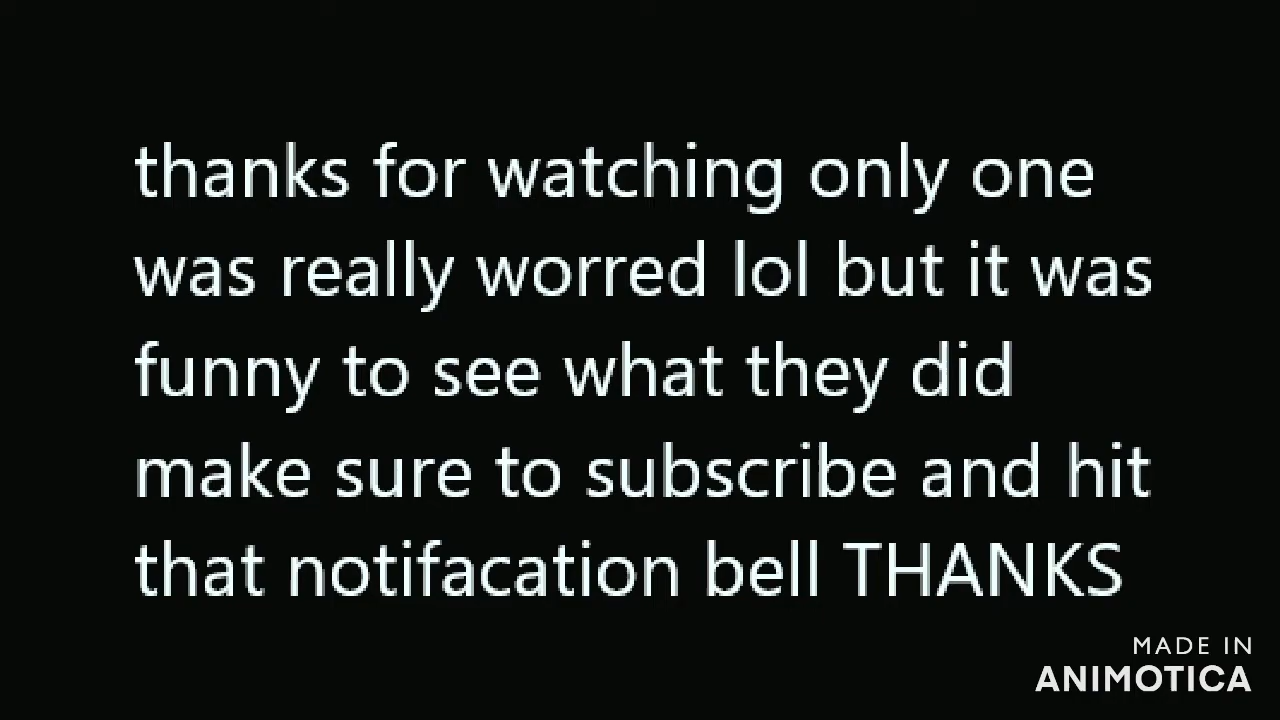 thanks for watching only one
was really worred lol but it was
funny to see what they did
make sure to subscribe and hit
that notifacation bell THANKS
MADE IN
ANIMOTICA